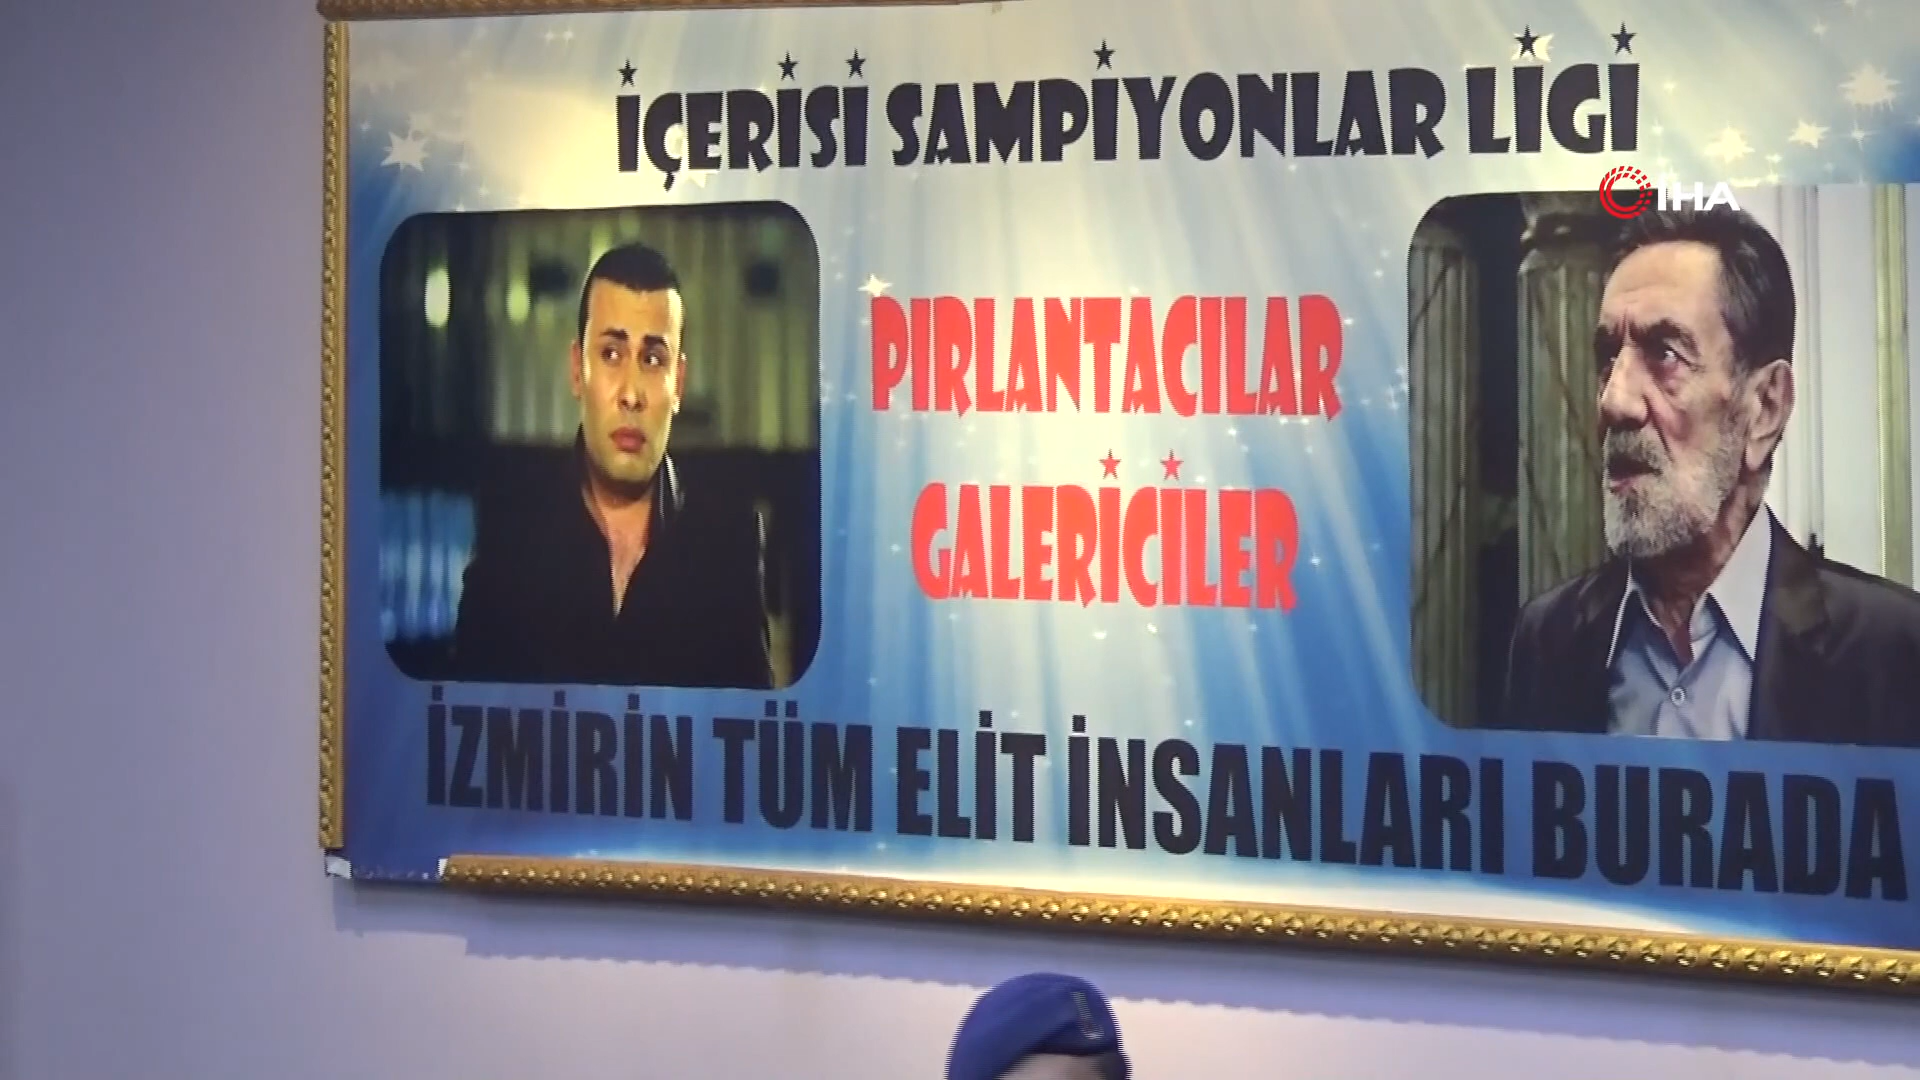 İÇERİSİ SAMPİYONLAR LİGİ
İHA
PIRLANTACILAR
GALERİCİLER
İZMİRİN TÜM ELİT İNSANLARI BURADA